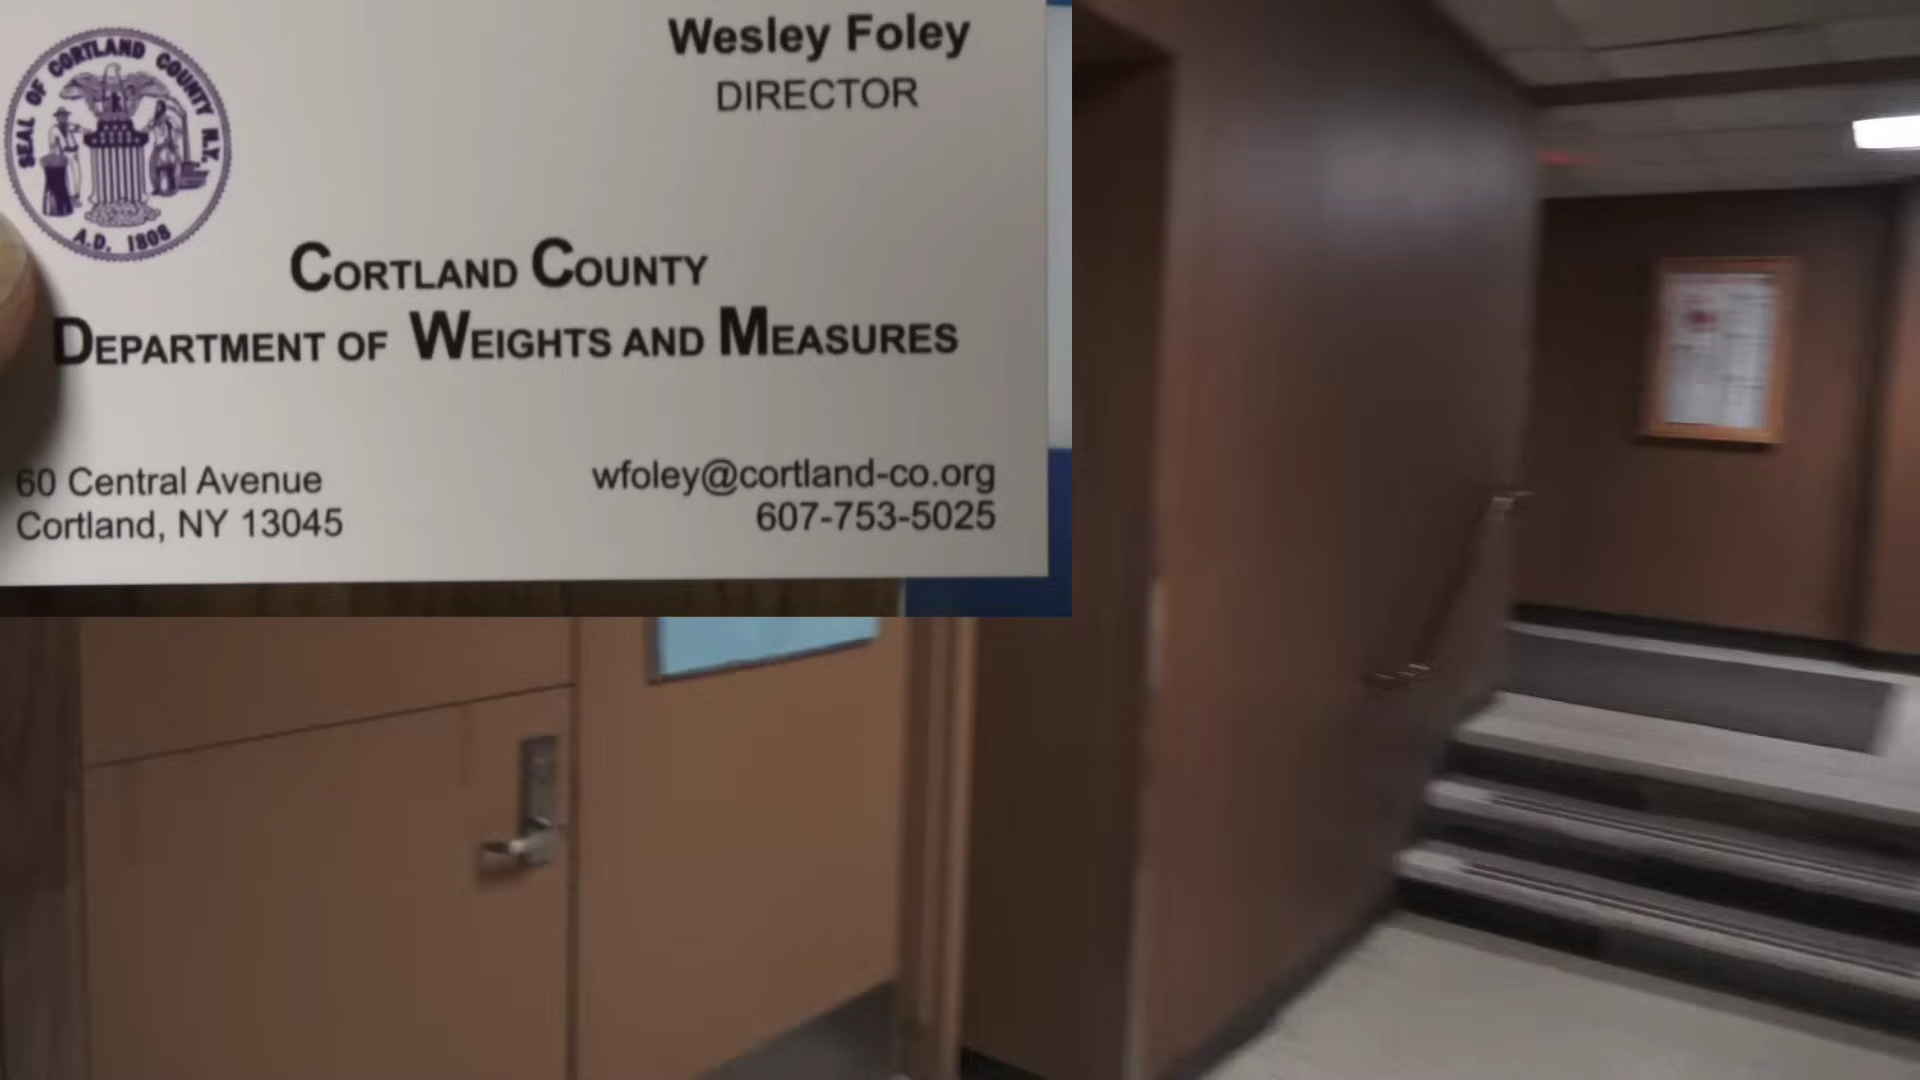 SEAL OF CORTLAND COUNTY N.Y.
A.D. 1808
Wesley Foley
DIRECTOR
CORTLAND COUNTY
DEPARTMENT OF WEIGHTS AND MEASURES
60 Central Avenue
Cortland, NY 13045
wfoley@cortland-co.org
607-753-5025